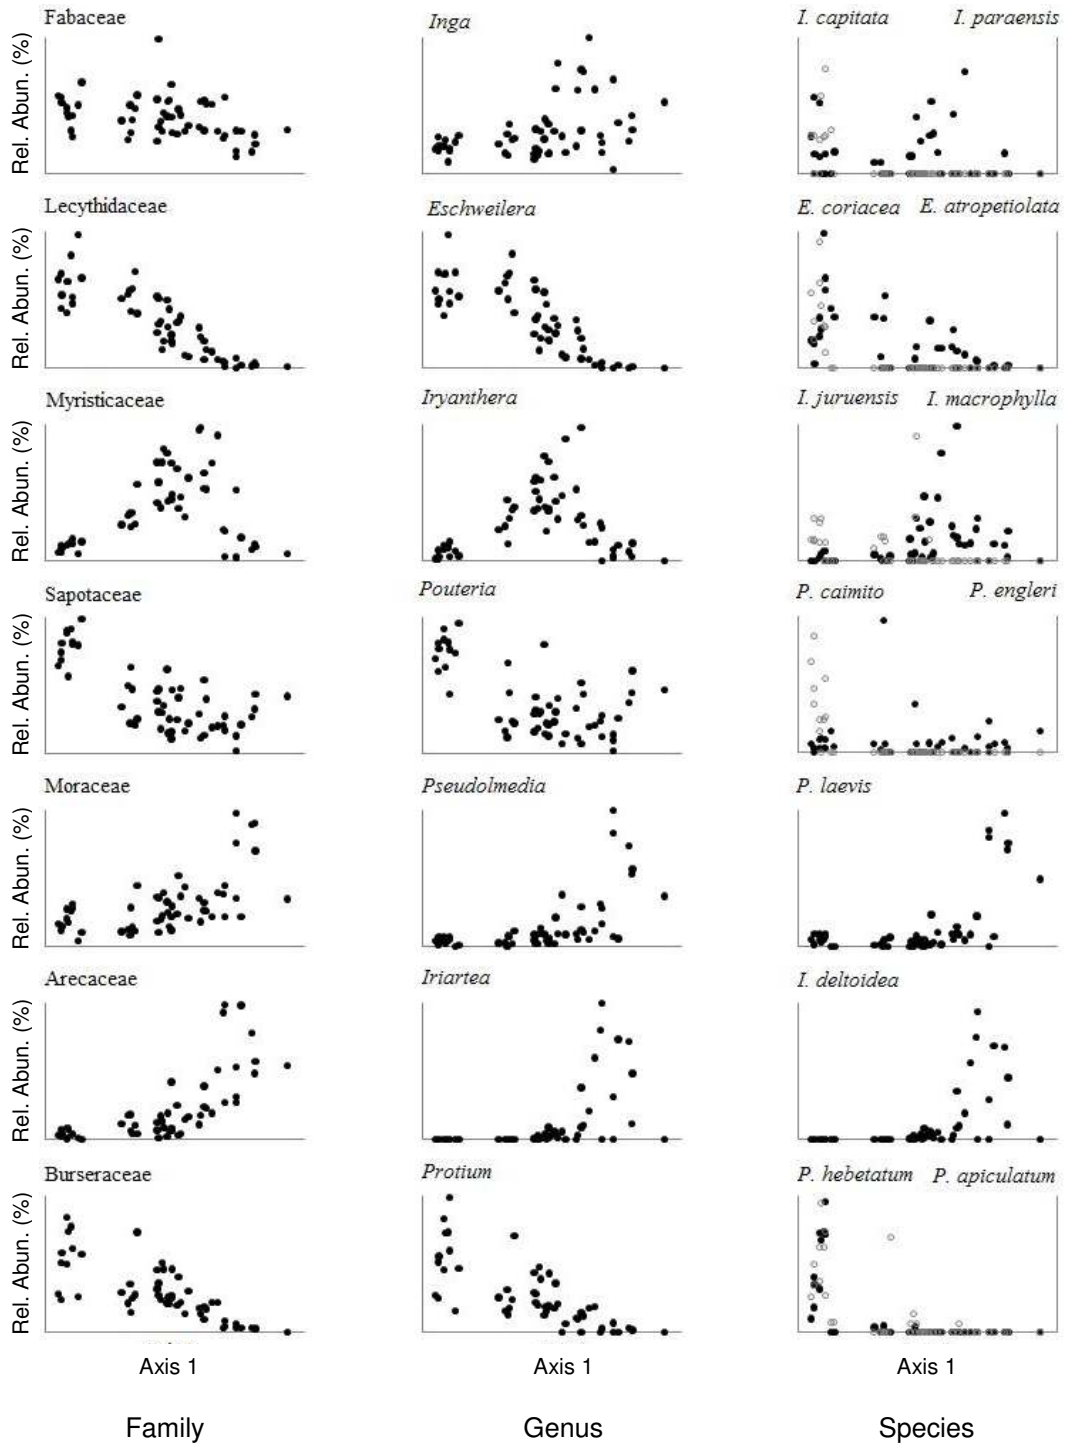 Fabaceae Inga I. capitata I. paraensis
Rel. Abun. (%)
Lecythidaceae Eschweilera E. coriacea E. atropetiolata
Rel. Abun. (%)
Myristicaceae Iryanthera I. juruensis I. macrophylla
Rel. Abun. (%)
Sapotaceae Pouteria P. caimito P. engleri
Rel. Abun. (%)
Moraceae Pseudolmedia P. laevis
Rel. Abun. (%)
Arecaceae Iriartea I. deltoidea
Rel. Abun. (%)
Burseraceae Protium P. hebetatum P. apiculatum
Rel. Abun. (%)
Axis 1 Axis 1 Axis 1
Family Genus Species